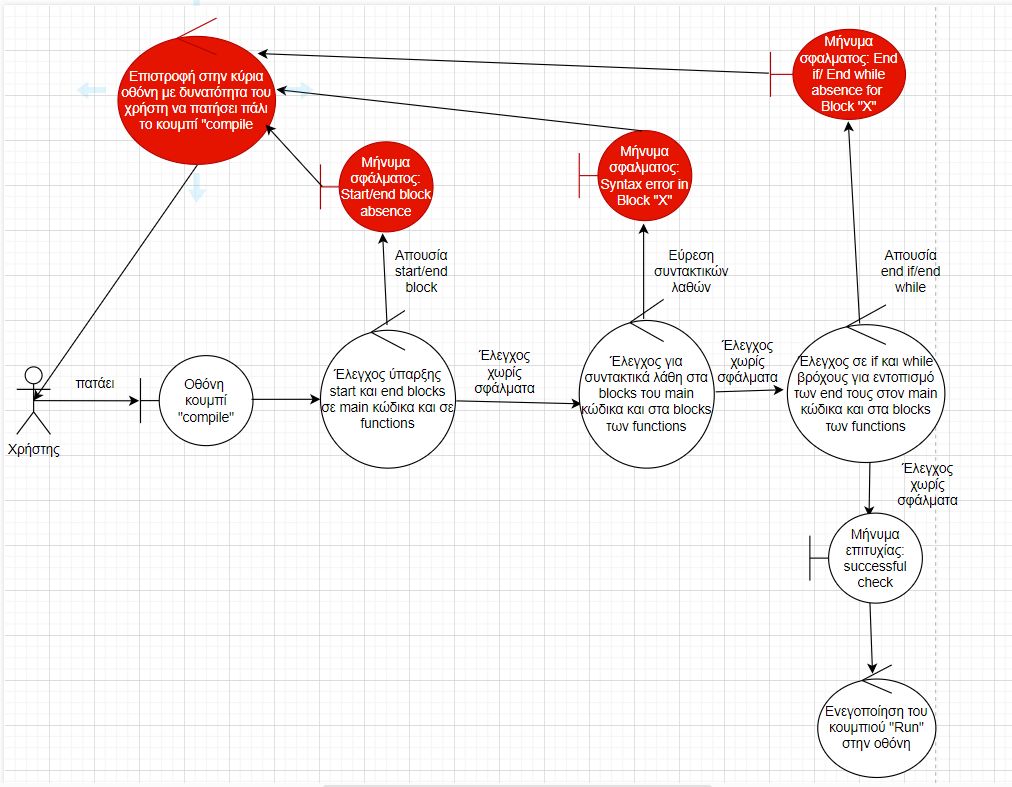 Επιστροφή στην κύρια
οθόνη με δυνατότητα του
χρήστη να πατήσει πάλι
το κουμπί "compile
Μήνυμα
σφαλματος: End
if/ End while
absence for
Block "X"
Μήνυμα
σφάλματος:
Start/end block
absence
Μήνυμα
σφαλματος:
Syntax error in
Block "X"
Απουσία
start/end
block
Εύρεση
συντακτικών
λαθών
Απουσία
end if/end
while
πατάει
Χρήστης
Οθόνη
κουμπί
"compile"
Έλεγχος ύπαρξης
start και end blocks
σε main κώδικα και σε
functions
Έλεγχος
χωρίς
σφάλματα
Έλεγχος για
συντακτικά λάθη στα
blocks του main
κώδικα και στα blocks
των functions
Έλεγχος
χωρίς
σφάλματα
Έλεγχος σε if και while
βρόχους για εντοπισμό
των end τους στον main
κώδικα και στα blocks
των functions
Έλεγχος
χωρίς
σφάλματα
Μήνυμα
επιτυχίας:
successful
check
Ενεγοποίηση του
κουμπιού "Run"
στην οθόνη